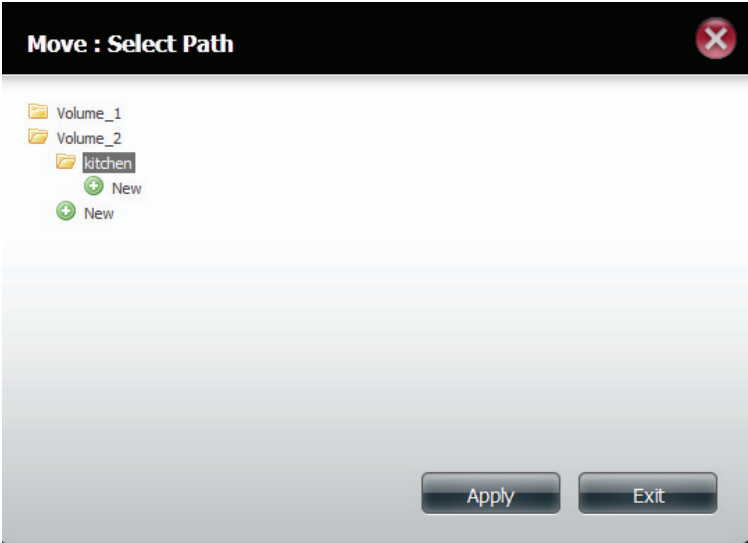 Move : Select Path
Volume_1
Volume_2
kitchen
New
New
Apply Exit